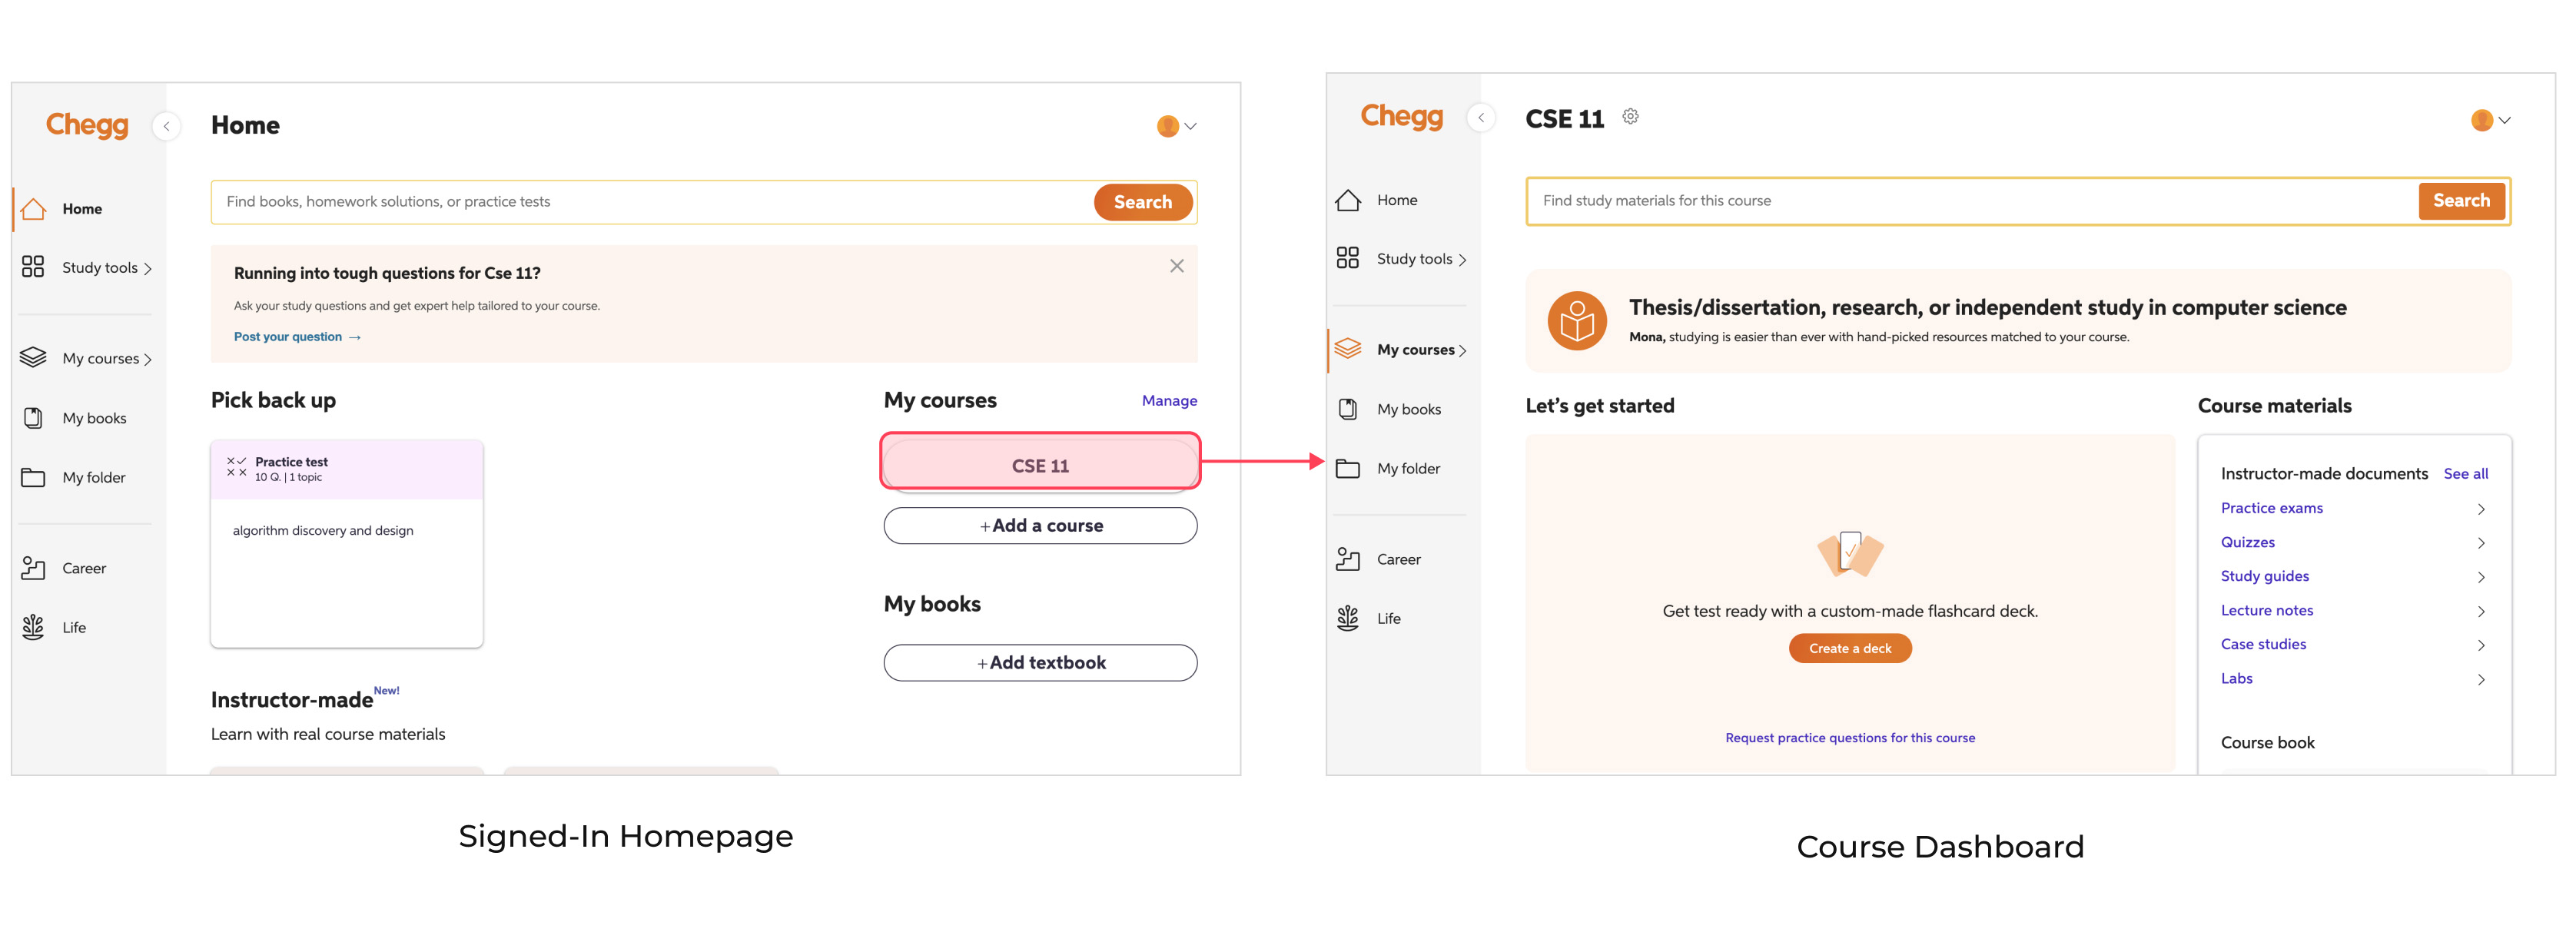 Chegg
Home
Find books, homework solutions, or practice tests
Search
Home
Study tools
My courses
My books
My folder
Career
Life
Running into tough questions for Cse 11?
Ask your study questions and get expert help tailored to your course.
Post your question →
Pick back up
Practice test
10 Q. | 1 topic
algorithm discovery and design
My courses
Manage
CSE 11
+Add a course
My books
+Add textbook
Instructor-made New!
Learn with real course materials
Signed-In Homepage
Chegg
CSE 11
Find study materials for this course
Search
Home
Study tools
My courses
My books
My folder
Career
Life
Thesis/dissertation, research, or independent study in computer science
Mona, studying is easier than ever with hand-picked resources matched to your course.
Let's get started
Get test ready with a custom-made flashcard deck.
Create a deck
Request practice questions for this course
Course materials
Instructor-made documents See all
Practice exams
Quizzes
Study guides
Lecture notes
Case studies
Labs
Course book
Course Dashboard